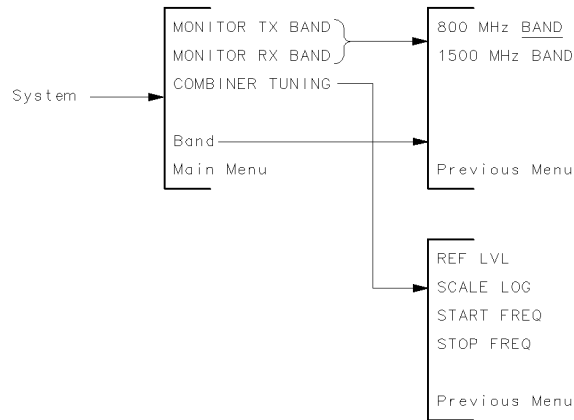 System
MONITOR TX BAND
MONITOR RX BAND
COMBINER TUNING
Band
Main Menu
800 MHz BAND
1500 MHz BAND
Previous Menu
REF LVL
SCALE LOG
START FREQ
STOP FREQ
Previous Menu